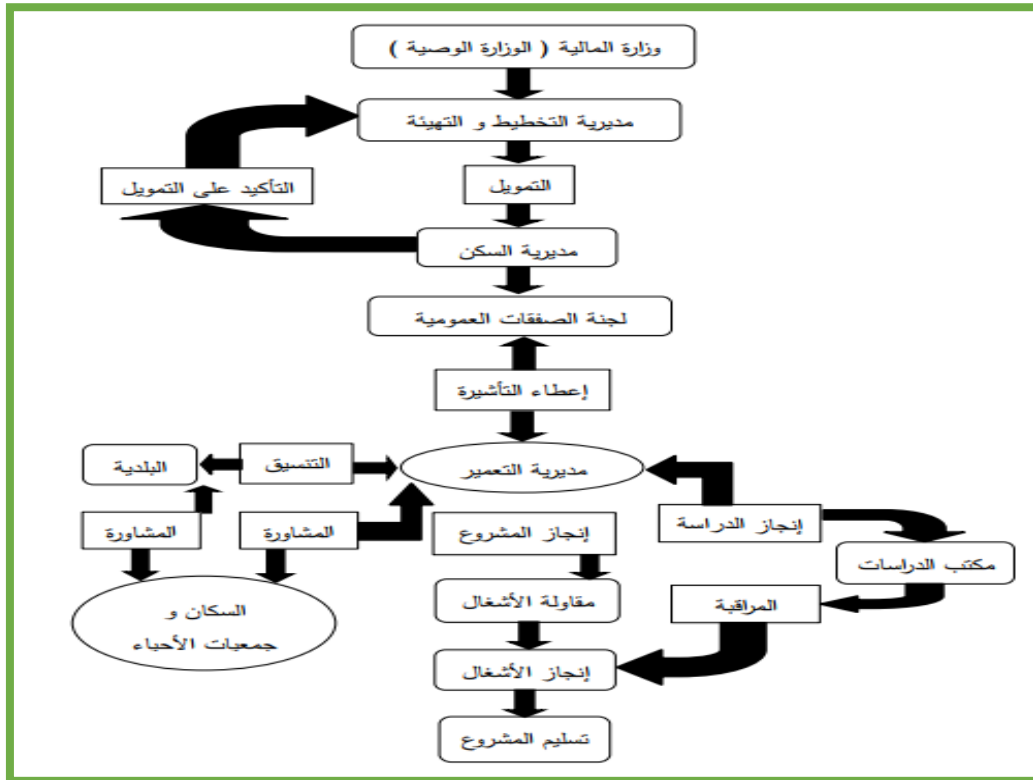 وزارة المالية ( الوزارة الوصية )
مديرية التخطيط و التهيئة
التأكيد على التمويل
التمويل
مديرية السكن
لجنة الصفقات العمومية
إعطاء التأشيرة
مديرية التعمير
التنسيق
البلدية
إنجاز الدراسة
إنجاز المشروع
المشاورة
المشاورة
مكتب الدراسات
المراقبة
مقاولة الأشغال
السكان و
جمعيات الأحياء
إنجاز الأشغال
تسليم المشروع